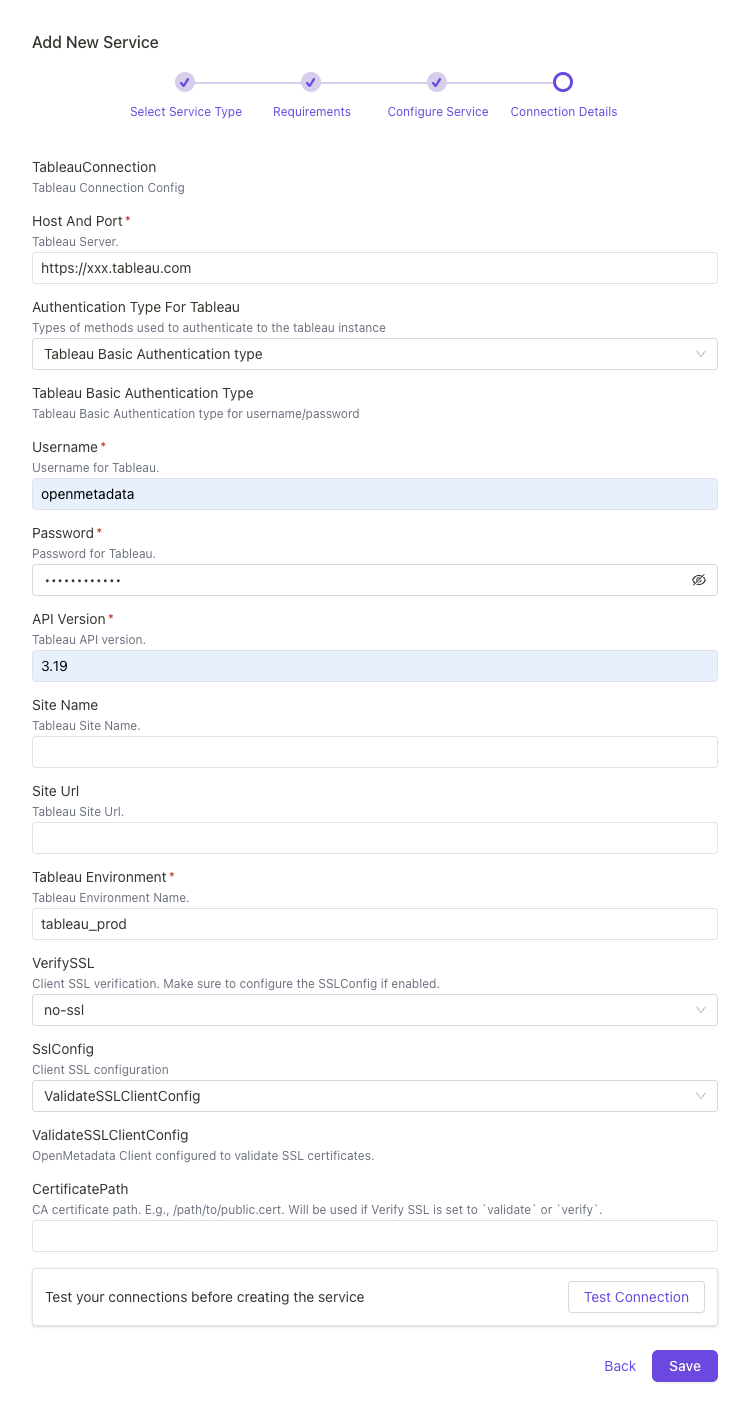 Add New Service
Select Service Type
Requirements
Configure Service
Connection Details
TableauConnection
Tableau Connection Config
Host And Port*
Tableau Server.
https://xxx.tableau.com
Authentication Type For Tableau
Types of methods used to authenticate to the tableau instance
Tableau Basic Authentication type
Tableau Basic Authentication Type
Tableau Basic Authentication type for username/password
Username*
Username for Tableau.
openmetadata
Password*
Password for Tableau.
••••••••••••
API Version*
Tableau API version.
3.19
Site Name
Tableau Site Name.
Site Url
Tableau Site Url.
Tableau Environment*
Tableau Environment Name.
tableau_prod
VerifySSL
Client SSL verification. Make sure to configure the SSLConfig if enabled.
no-ssl
SslConfig
Client SSL configuration
ValidateSSLClientConfig
ValidateSSLClientConfig
OpenMetadata Client configured to validate SSL certificates.
CertificatePath
CA certificate path. E.g., /path/to/public.cert. Will be used if Verify SSL is set to `validate` or `verify`.
Test your connections before creating the service
Test Connection
Back
Save